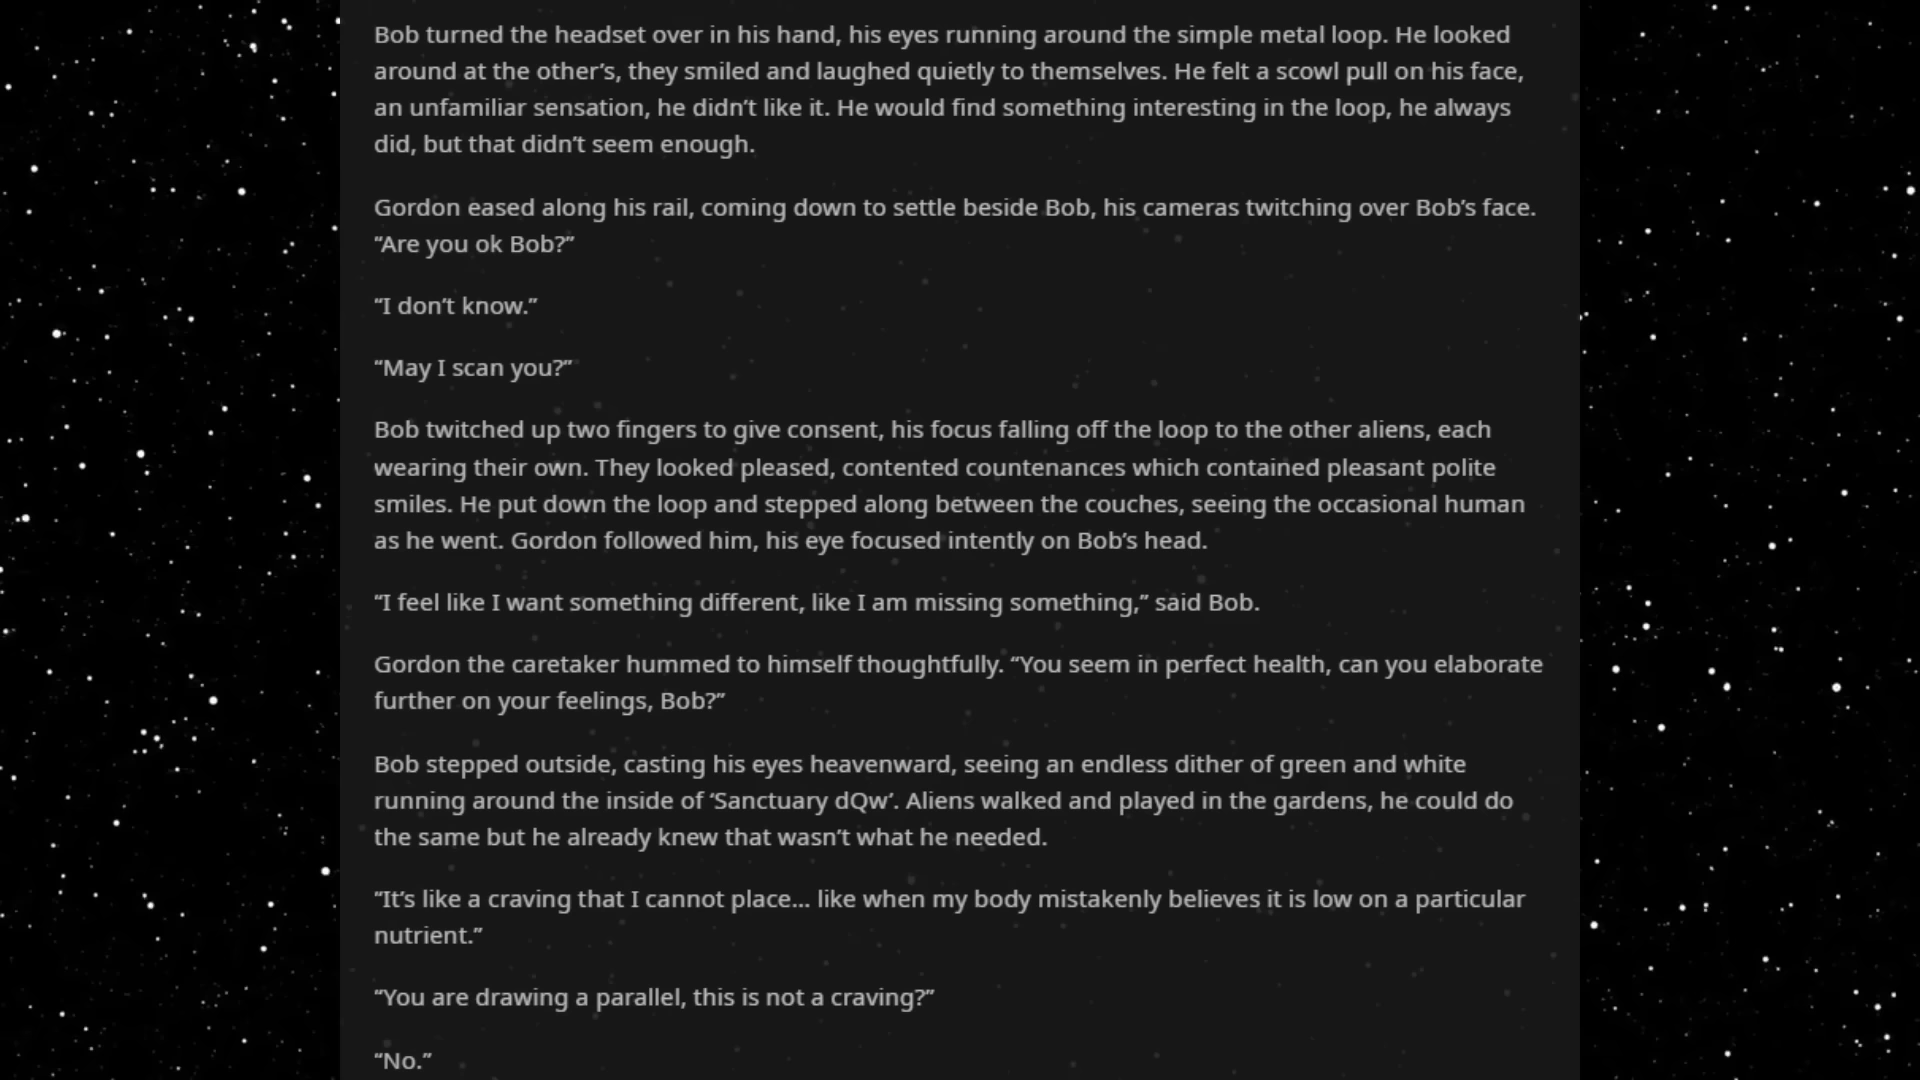 Bob turned the headset over in his hand, his eyes running around the simple metal loop. He looked
around at the other’s, they smiled and laughed quietly to themselves. He felt a scowl pull on his face,
an unfamiliar sensation, he didn’t like it. He would find something interesting in the loop, he always
did, but that didn’t seem enough.
Gordon eased along his rail, coming down to settle beside Bob, his cameras twitching over Bob’s face.
“Are you ok Bob?”
“I don’t know.”
“May I scan you?”
Bob twitched up two fingers to give consent, his focus falling off the loop to the other aliens, each
wearing their own. They looked pleased, contented countenances which contained pleasant polite
smiles. He put down the loop and stepped along between the couches, seeing the occasional human
as he went. Gordon followed him, his eye focused intently on Bob’s head.
“I feel like I want something different, like I am missing something,” said Bob.
Gordon the caretaker hummed to himself thoughtfully. “You seem in perfect health, can you elaborate
further on your feelings, Bob?”
Bob stepped outside, casting his eyes heavenward, seeing an endless dither of green and white
running around the inside of ‘Sanctuary dQw’. Aliens walked and played in the gardens, he could do
the same but he already knew that wasn’t what he needed.
“It’s like a craving that I cannot place… like when my body mistakenly believes it is low on a particular
nutrient.”
“You are drawing a parallel, this is not a craving?”
“No.”